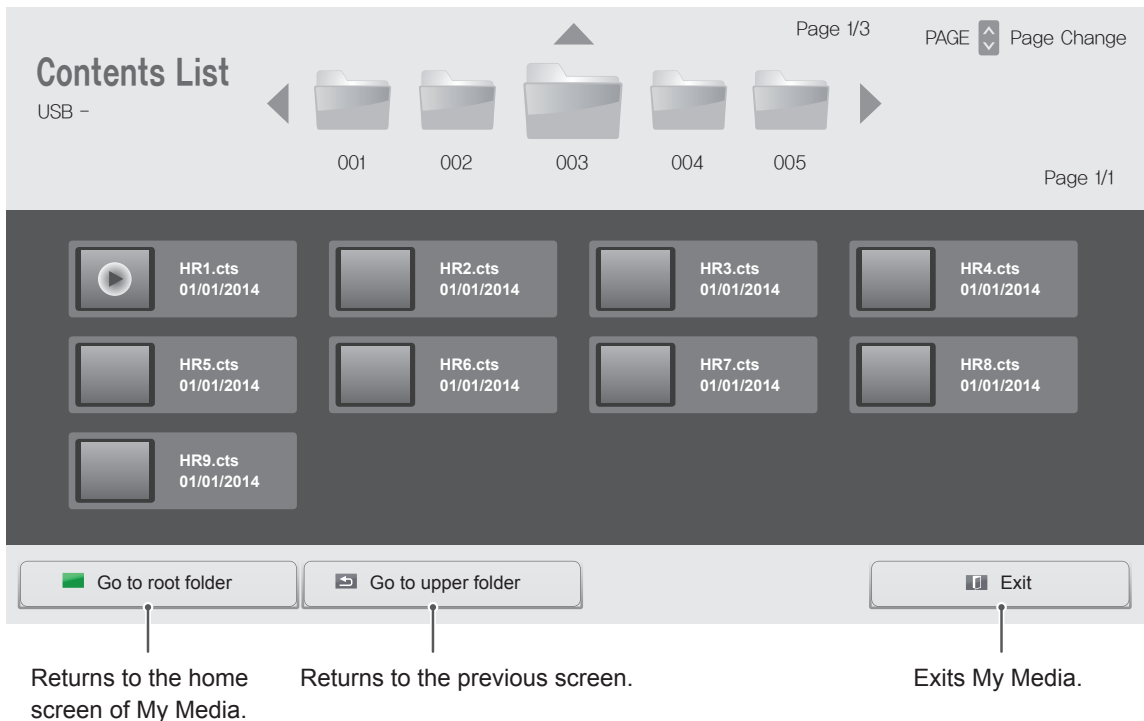 Page 1/3
PAGE Page Change
Contents List
USB -
001 002 003 004 005
Page 1/1
HR1.cts HR2.cts HR3.cts HR4.cts
01/01/2014 01/01/2014 01/01/2014 01/01/2014
HR5.cts HR6.cts HR7.cts HR8.cts
01/01/2014 01/01/2014 01/01/2014 01/01/2014
HR9.cts
01/01/2014
Go to root folder Go to upper folder Exit
Returns to the home
screen of My Media.
Returns to the previous screen.
Exits My Media.